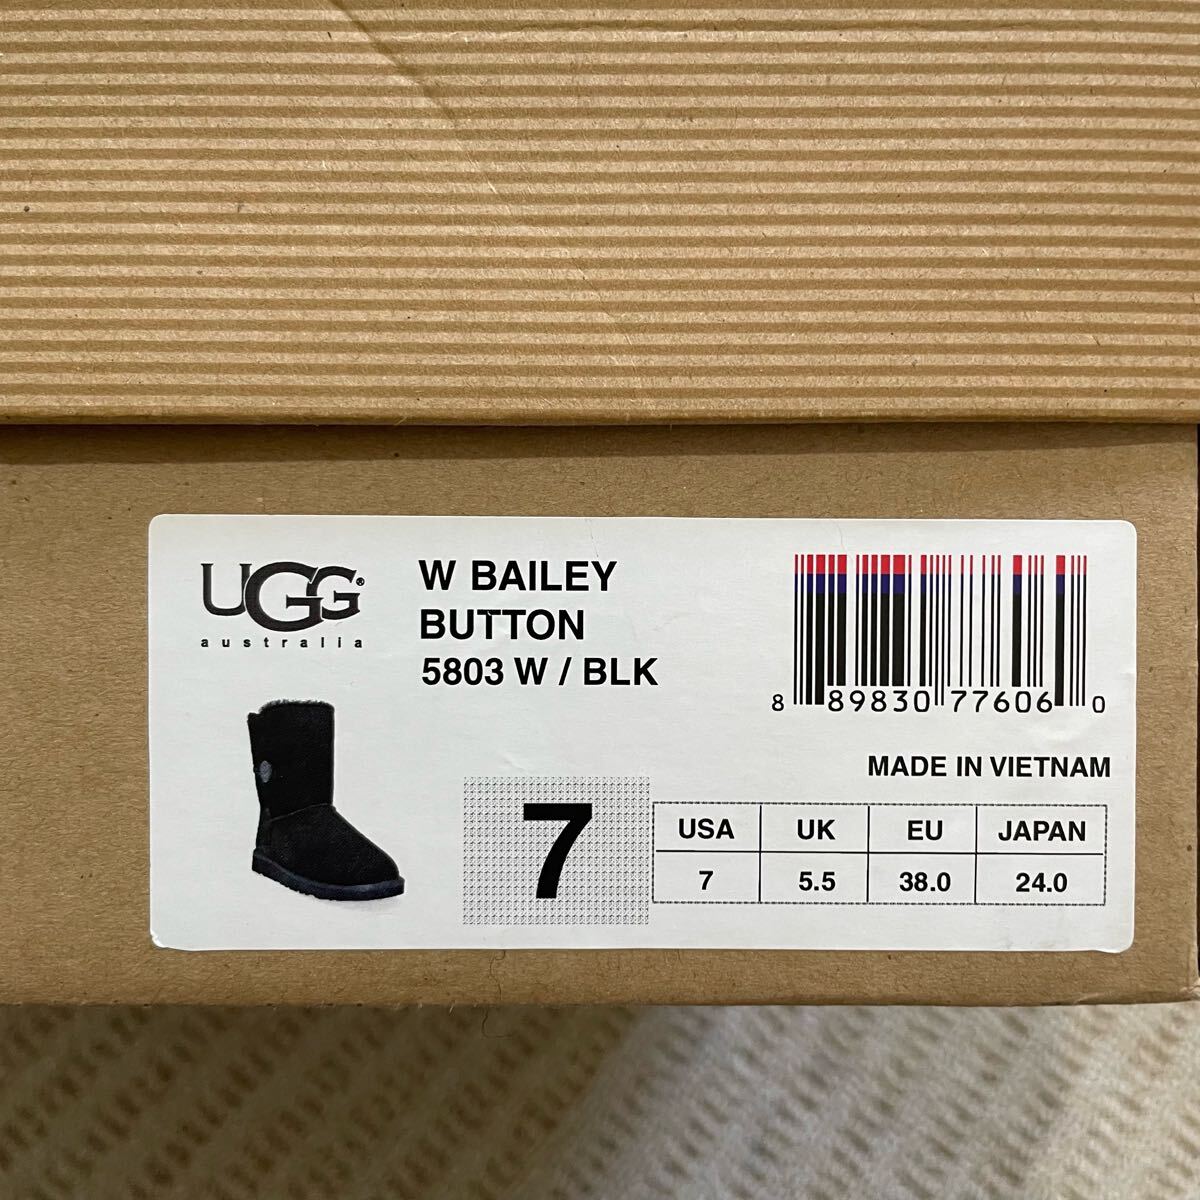 UGG®
australia
W BAILEY
BUTTON
5803 W / BLK
8 89830 77606 0
MADE IN VIETNAM
7
USA UK EU JAPAN
7 5.5 38.0 24.0